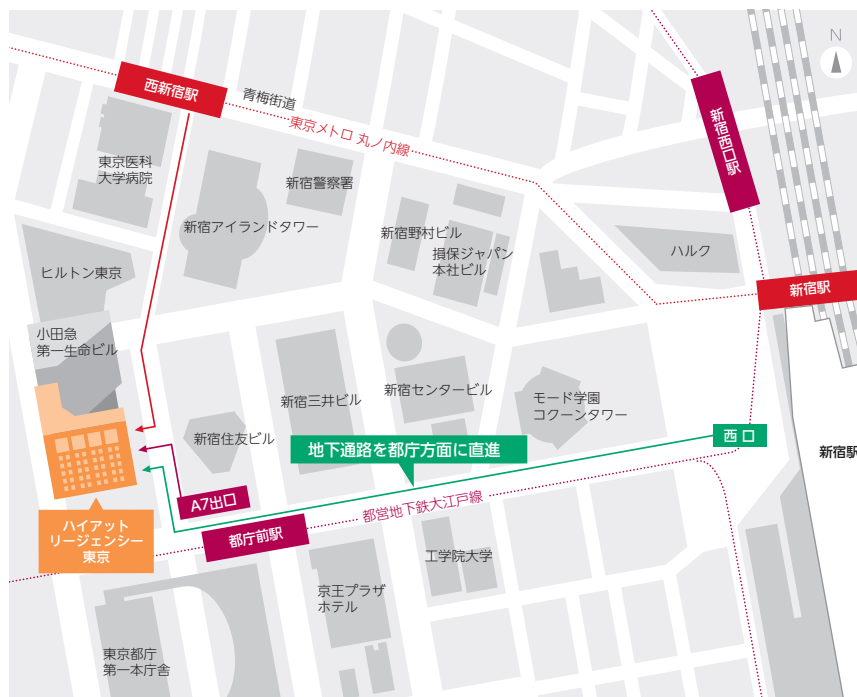 N
西新宿駅
青梅街道
東京メトロ 丸ノ内線
新宿西口駅
東京医科
大学病院
新宿警察署
新宿アイランドタワー
新宿野村ビル
損保ジャパン
本社ビル
ハルク
ヒルトン東京
新宿駅
小田急
第一生命ビル
新宿三井ビル
新宿センタービル
モード学園
コクーンタワー
新宿住友ビル
西口
地下通路を都庁方面に直進
新宿駅
A7出口
都営地下鉄大江戸線
ハイアット
リージェンシー
東京
都庁前駅
工学院大学
京王プラザ
ホテル
東京都庁
第一本庁舎